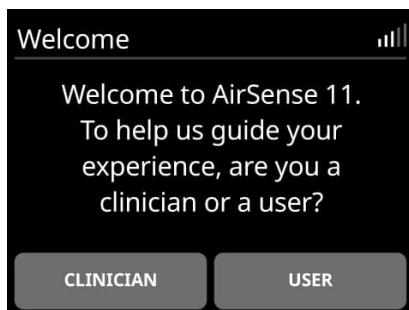 Welcome
Welcome to AirSense 11.
To help us guide your
experience, are you a
clinician or a user?
CLINICIAN USER